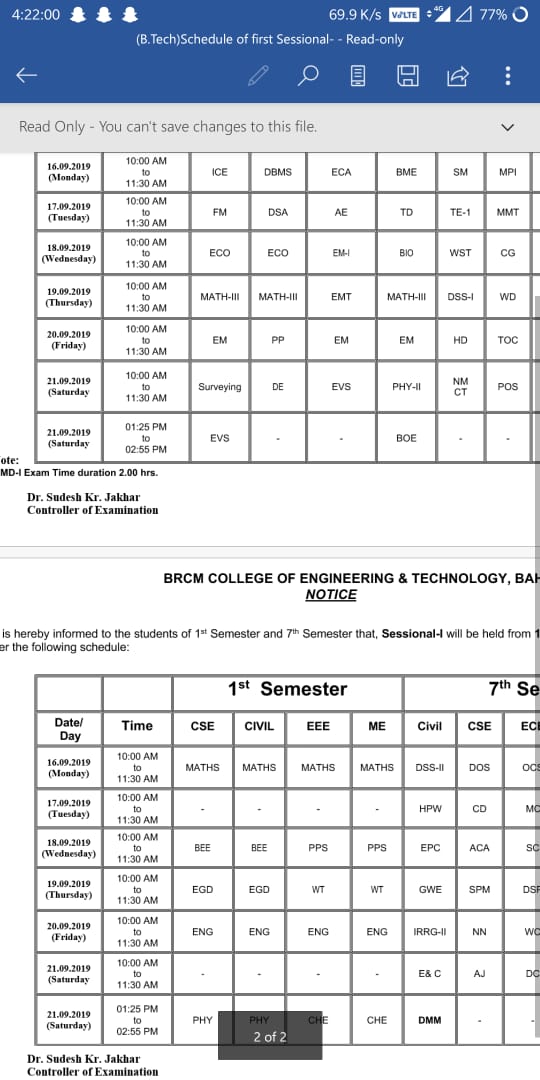 4:22:00 69.9 K/s VoLTE 4G 77%
(B.Tech)Schedule of first Sessional- - Read-only
Read Only - You can't save changes to this file.
16.09.2019 (Monday) 10:00 AM to 11:30 AM ICE DBMS ECA BME SM MPI
17.09.2019 (Tuesday) 10:00 AM to 11:30 AM FM DSA AE TD TE-1 MMT
18.09.2019 (Wednesday) 10:00 AM to 11:30 AM ECO ECO EM-I BIO WST CG
19.09.2019 (Thursday) 10:00 AM to 11:30 AM MATH-III MATH-III EMT MATH-III DSS-I WD
20.09.2019 (Friday) 10:00 AM to 11:30 AM EM PP EM EM HD TOC
21.09.2019 (Saturday 10:00 AM to 11:30 AM Surveying DE EVS PHY-II NM CT POS
21.09.2019 (Saturday 01:25 PM to 02:55 PM EVS - - BOE - -
ote:
MD-I Exam Time duration 2.00 hrs.
Dr. Sudesh Kr. Jakhar
Controller of Examination
BRCM COLLEGE OF ENGINEERING & TECHNOLOGY, BAH
NOTICE
is hereby informed to the students of 1st Semester and 7th Semester that, Sessional-I will be held from 1
er the following schedule:
1st Semester 7th Se
Date/ Day Time CSE CIVIL EEE ME Civil CSE ECE
16.09.2019 (Monday) 10:00 AM to 11:30 AM MATHS MATHS MATHS MATHS DSS-II DOS OCS
17.09.2019 (Tuesday) 10:00 AM to 11:30 AM - - - - HPW CD MC
18.09.2019 (Wednesday) 10:00 AM to 11:30 AM BEE BEE PPS PPS EPC ACA SC
19.09.2019 (Thursday) 10:00 AM to 11:30 AM EGD EGD WT WT GWE SPM DSP
20.09.2019 (Friday) 10:00 AM to 11:30 AM ENG ENG ENG ENG IRRG-II NN WC
21.09.2019 (Saturday 10:00 AM to 11:30 AM - - - - E& C AJ DC
21.09.2019 (Saturday) 01:25 PM to 02:55 PM PHY PHY CHE CHE DMM - -
2 of 2
Dr. Sudesh Kr. Jakhar
Controller of Examination